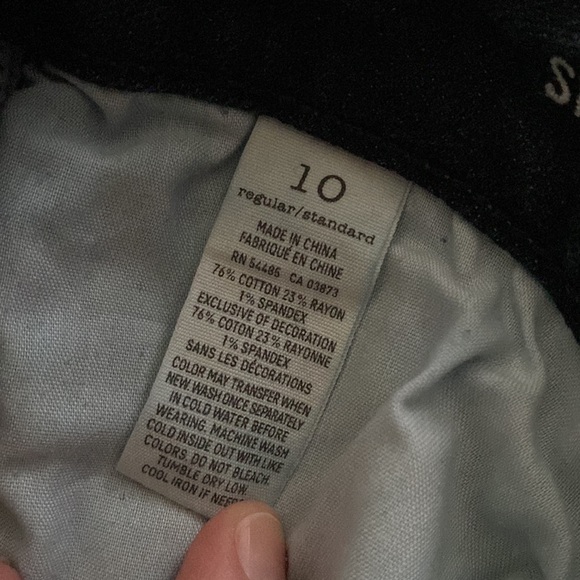 10
regular/standard
MADE IN CHINA
FABRIQUÉ EN CHINE
RN 54485 CA 03873
76% COTTON 23% RAYON
1% SPANDEX
EXCLUSIVE OF DECORATION
76% COTON 23% RAYONNE
1% SPANDEX
SANS LES DÉCORATIONS
COLOR MAY TRANSFER WHEN
NEW. WASH ONCE SEPARATELY
IN COLD WATER BEFORE
WEARING. MACHINE WASH
COLD INSIDE OUT WITH LIKE
COLORS. DO NOT BLEACH.
TUMBLE DRY LOW.
COOL IRON IF